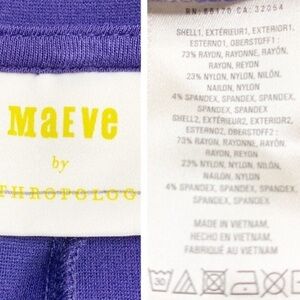 MAEVE
by
THROPOLOG
RN: 66170 CA: 32054
SHELL1, EXTÉRIEUR1, EXTERIOR1,
ESTERNO1, OBERSTOFF1:
73% RAYON, RAYONNE, RAYÓN,
RAYON, REYON
23% NYLON, NYLON, NILÓN,
NAILON, NYLON
4% SPANDEX, SPANDEX, SPANDEX,
SPANDEX, SPANDEX
SHELL2, EXTÉRIEUR2, EXTERIOR2,
ESTERNO2, OBERSTOFF2:
73% RAYON, RAYONNE, RAYÓN,
RAYON, REYON
23% NYLON, NYLON, NILÓN,
NAILON, NYLON
4% SPANDEX, SPANDEX, SPANDEX,
SPANDEX, SPANDEX
MADE IN VIETNAM,
HECHO EN VIETNAM,
FABRIQUÉ AU VIETNAM
30